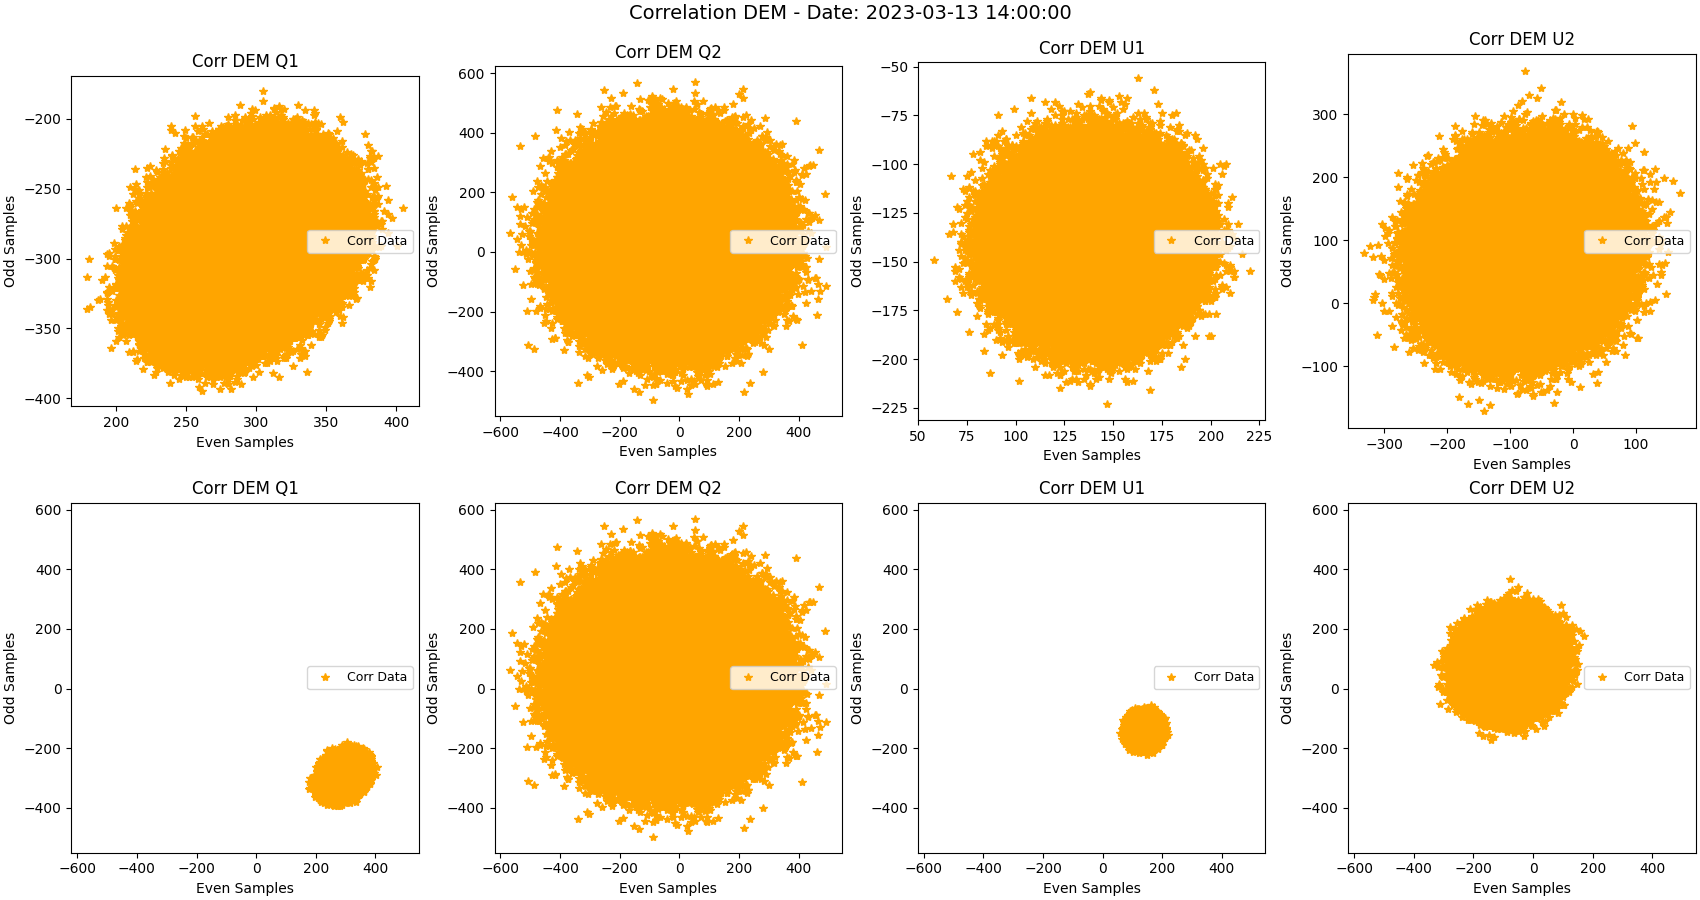 Correlation DEM - Date: 2023-03-13 14:00:00
Corr DEM Q1
Odd Samples
−200
−250
−300
−350
−400
200 250 300 350 400
Even Samples
Corr Data
Corr DEM Q2
Odd Samples
600
400
200
0
−200
−400
−600 −400 −200 0 200 400
Even Samples
Corr Data
Corr DEM U1
Odd Samples
−50
−75
−100
−125
−150
−175
−200
−225
50 75 100 125 150 175 200 225
Even Samples
Corr Data
Corr DEM U2
Odd Samples
300
200
100
0
−100
−300 −200 −100 0 100
Even Samples
Corr Data
Corr DEM Q1
Odd Samples
600
400
200
0
−200
−400
−600 −400 −200 0 200 400
Even Samples
Corr Data
Corr DEM Q2
Odd Samples
600
400
200
0
−200
−400
−600 −400 −200 0 200 400
Even Samples
Corr Data
Corr DEM U1
Odd Samples
600
400
200
0
−200
−400
−600 −400 −200 0 200 400
Even Samples
Corr Data
Corr DEM U2
Odd Samples
600
400
200
0
−200
−400
−600 −400 −200 0 200 400
Even Samples
Corr Data